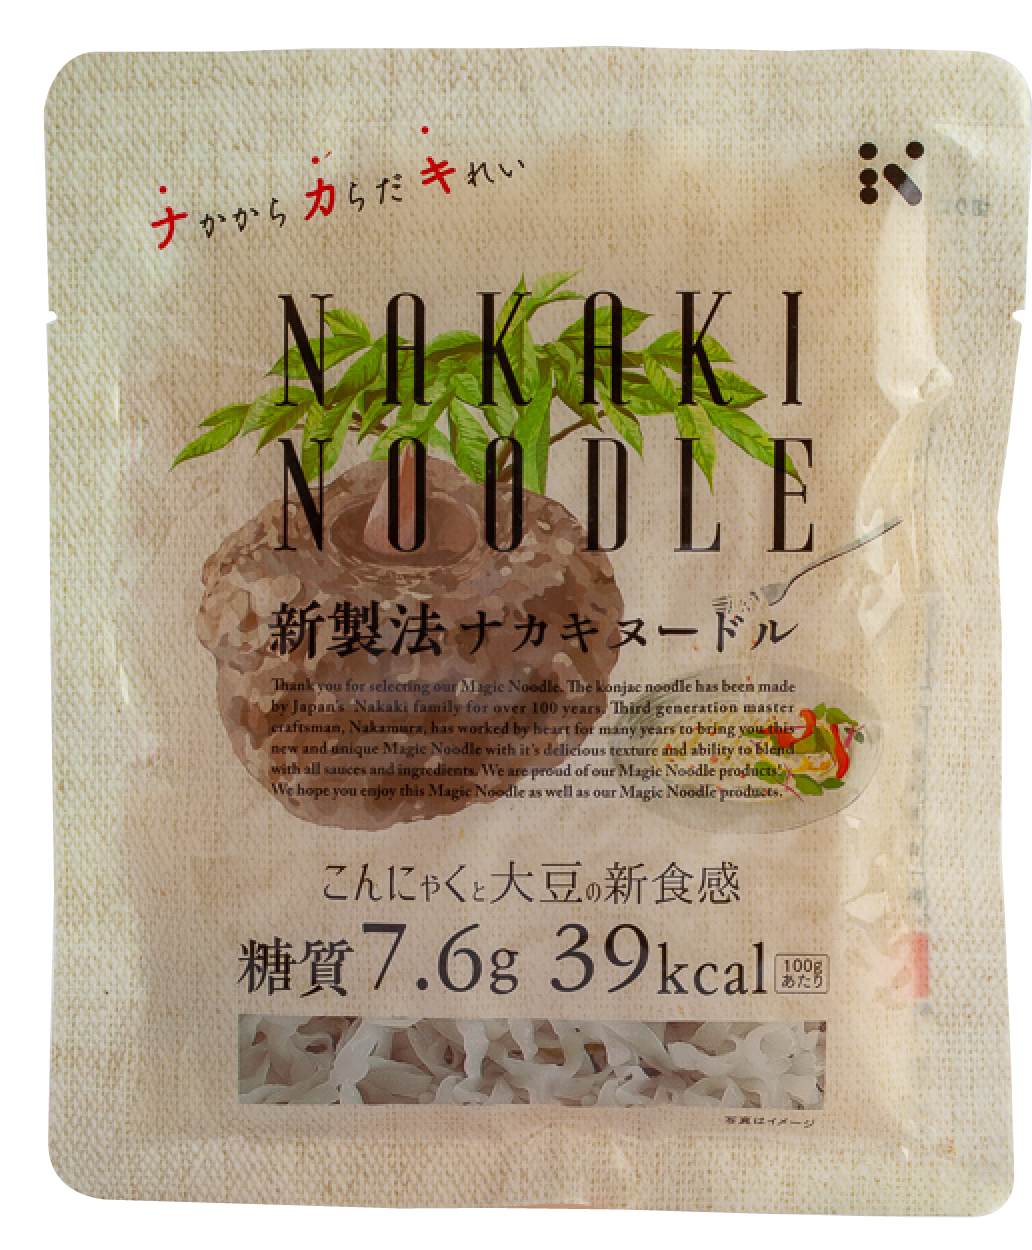 ナかから カらだ キれい
K
NAKAKI
NOODLE
新製法ナカキヌードル
Thank you for selecting our Magic Noodle. The konjac noodle has been made
by Japan's Nakaki family for over 100 years. Third generation master
craftsman, Nakamura, has worked by heart for many years to bring you this
new and unique Magic Noodle with it's delicious texture and ability to blend
with all sauces and ingredients. We are proud of our Magic Noodle products!
We hope you enjoy this Magic Noodle as well as our Magic Noodle products.
こんにゃくと大豆の新食感
糖質7.6g 39kcal 100gあたり
写真はイメージ